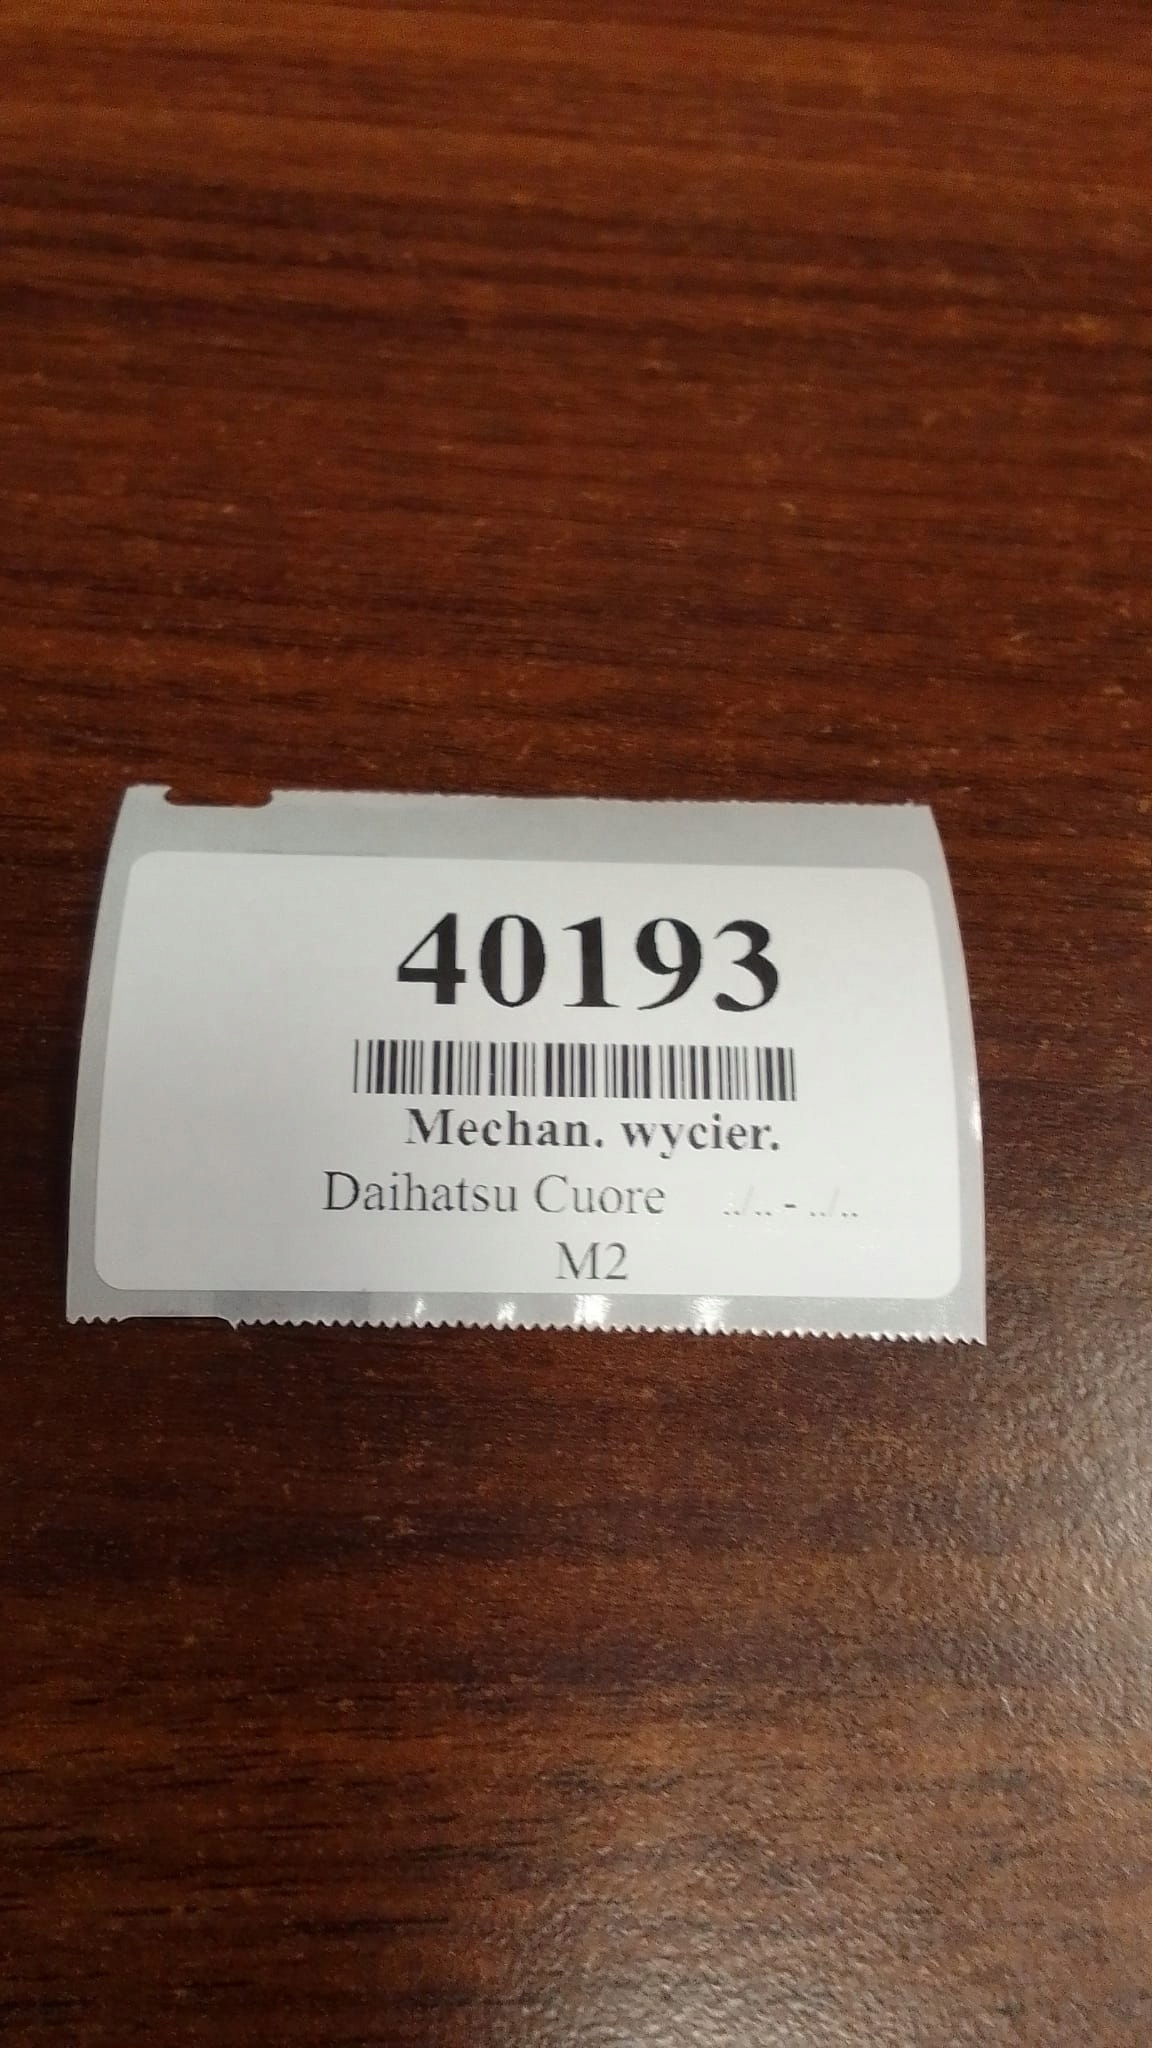 40193
Mechan. wycier.
Daihatsu Cuore ../.. - ../..
M2